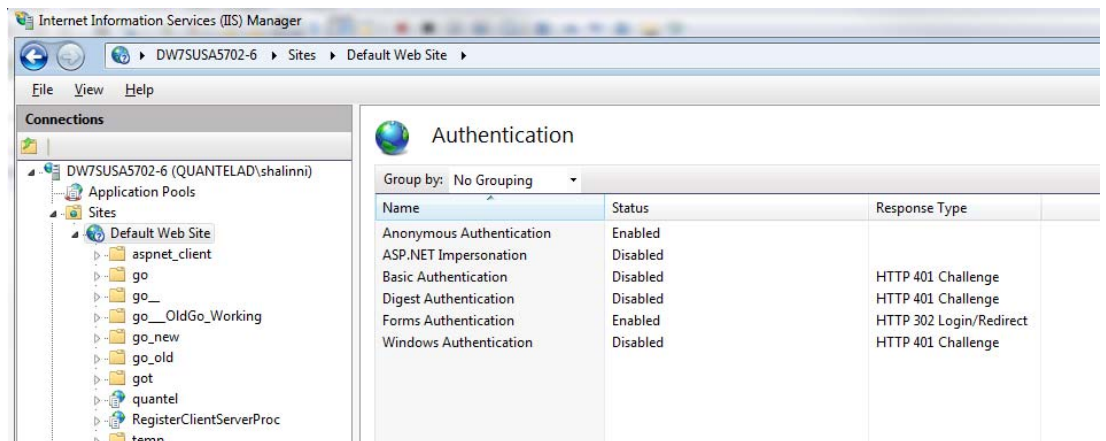 Internet Information Services (IIS) Manager
DW7SUSA5702-6 Sites Default Web Site
File View Help
Connections
DW7SUSA5702-6 (QUANTELAD\shalinni)
Application Pools
Sites
Default Web Site
aspnet_client
go
go__
go___OldGo_Working
go_new
go_old
got
quantel
RegisterClientServerProc
temp
Authentication
Group by: No Grouping
Name Status Response Type
Anonymous Authentication Enabled
ASP.NET Impersonation Disabled
Basic Authentication Disabled HTTP 401 Challenge
Digest Authentication Disabled HTTP 401 Challenge
Forms Authentication Enabled HTTP 302 Login/Redirect
Windows Authentication Disabled HTTP 401 Challenge